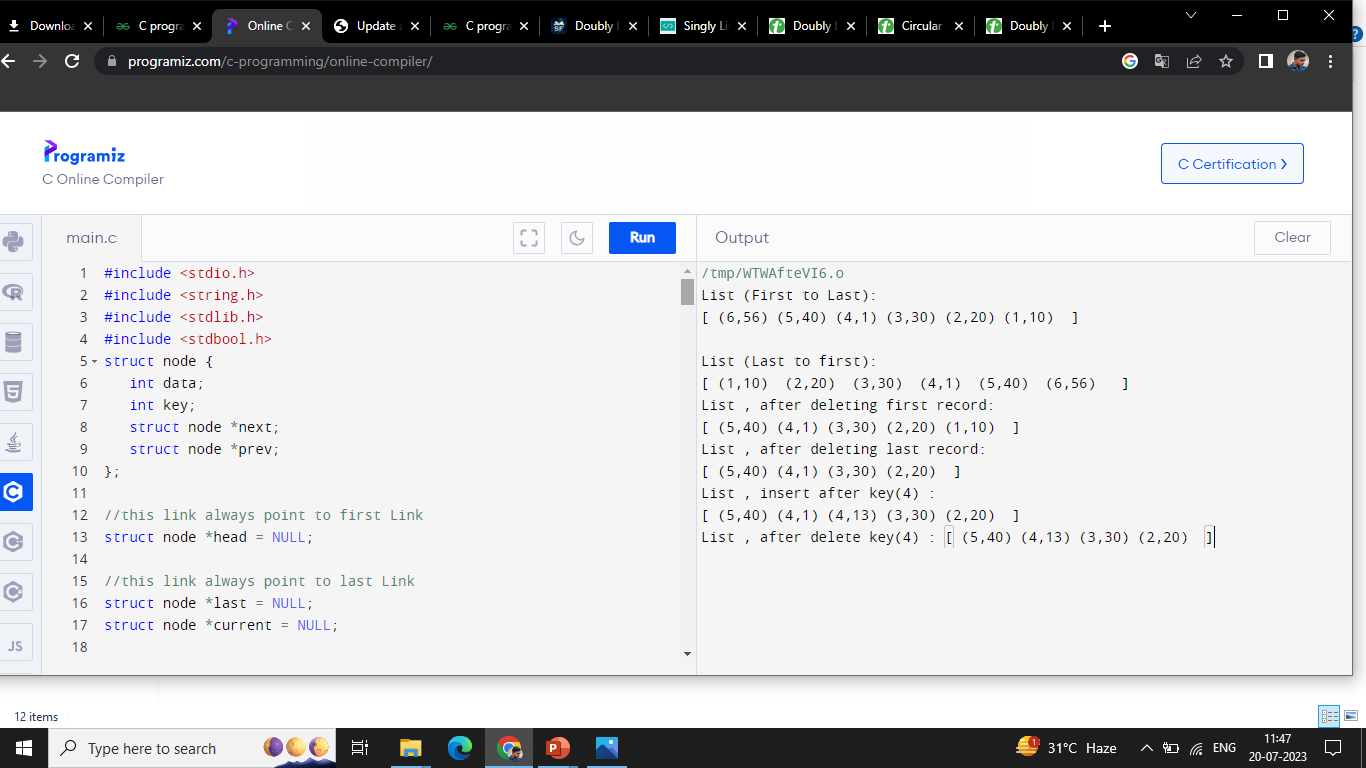 Downloa
C progra
Online C
Update a
C progra
Doubly L
Singly Li
Doubly L
Circular
Doubly L
programiz.com/c-programming/online-compiler/
Programiz
C Online Compiler
C Certification
main.c
Run
Output
Clear
1 #include <stdio.h>
2 #include <string.h>
3 #include <stdlib.h>
4 #include <stdbool.h>
5 struct node {
6 int data;
7 int key;
8 struct node *next;
9 struct node *prev;
10 };
11
12 //this link always point to first Link
13 struct node *head = NULL;
14
15 //this link always point to last Link
16 struct node *last = NULL;
17 struct node *current = NULL;
18
/tmp/WTWAfteVI6.o
List (First to Last):
[ (6,56) (5,40) (4,1) (3,30) (2,20) (1,10)  ]
List (Last to first):
[ (1,10)  (2,20)  (3,30)  (4,1)  (5,40)  (6,56)   ]
List , after deleting first record:
[ (5,40) (4,1) (3,30) (2,20) (1,10)  ]
List , after deleting last record:
[ (5,40) (4,1) (3,30) (2,20)  ]
List , insert after key(4) :
[ (5,40) (4,1) (4,13) (3,30) (2,20)  ]
List , after delete key(4) : [ (5,40) (4,13) (3,30) (2,20)  ]
JS
12 items
Type here to search
31°C Haze
ENG
11:47
20-07-2023